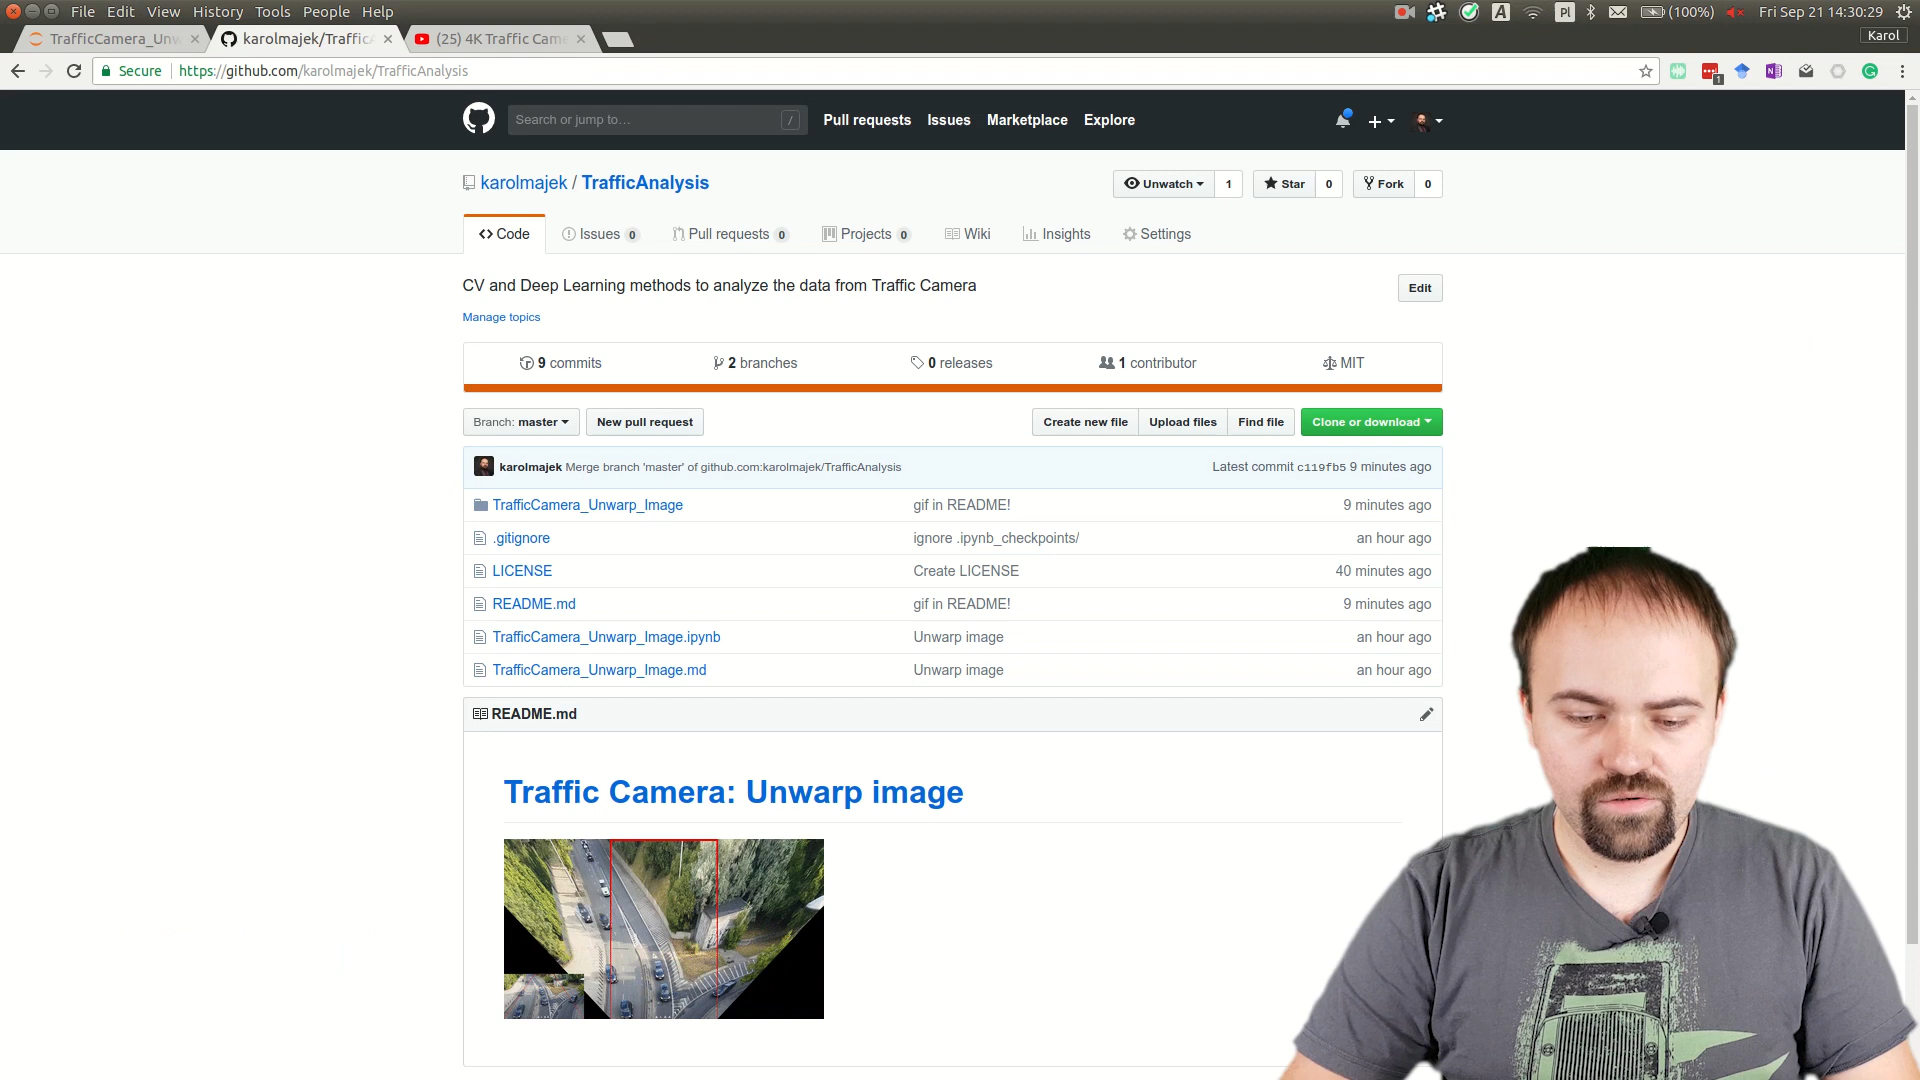 File Edit View History Tools People Help
A Pl (100%) Fri Sep 21 14:30:29
TrafficCamera_Unw karolmajek/TrafficA (25) 4K Traffic Came Karol
Secure https://github.com/karolmajek/TrafficAnalysis 1
Search or jump to… / Pull requests Issues Marketplace Explore
karolmajek / TrafficAnalysis Unwatch 1 Star 0 Fork 0
Code Issues 0 Pull requests 0 Projects 0 Wiki Insights Settings
CV and Deep Learning methods to analyze the data from Traffic Camera Edit
Manage topics
9 commits 2 branches 0 releases 1 contributor MIT
Branch: master New pull request Create new file Upload files Find file Clone or download
karolmajek Merge branch 'master' of github.com:karolmajek/TrafficAnalysis Latest commit c119fb5 9 minutes ago
TrafficCamera_Unwarp_Image gif in README! 9 minutes ago
.gitignore ignore .ipynb_checkpoints/ an hour ago
LICENSE Create LICENSE 40 minutes ago
README.md gif in README! 9 minutes ago
TrafficCamera_Unwarp_Image.ipynb Unwarp image an hour ago
TrafficCamera_Unwarp_Image.md Unwarp image an hour ago
README.md
Traffic Camera: Unwarp image